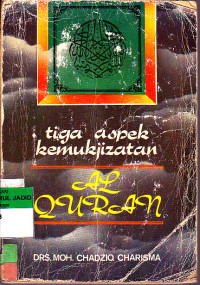 tiga aspek
kemukjizatan
AL
QURAN
DRS. MOH. CHADZIQ CHARISMA